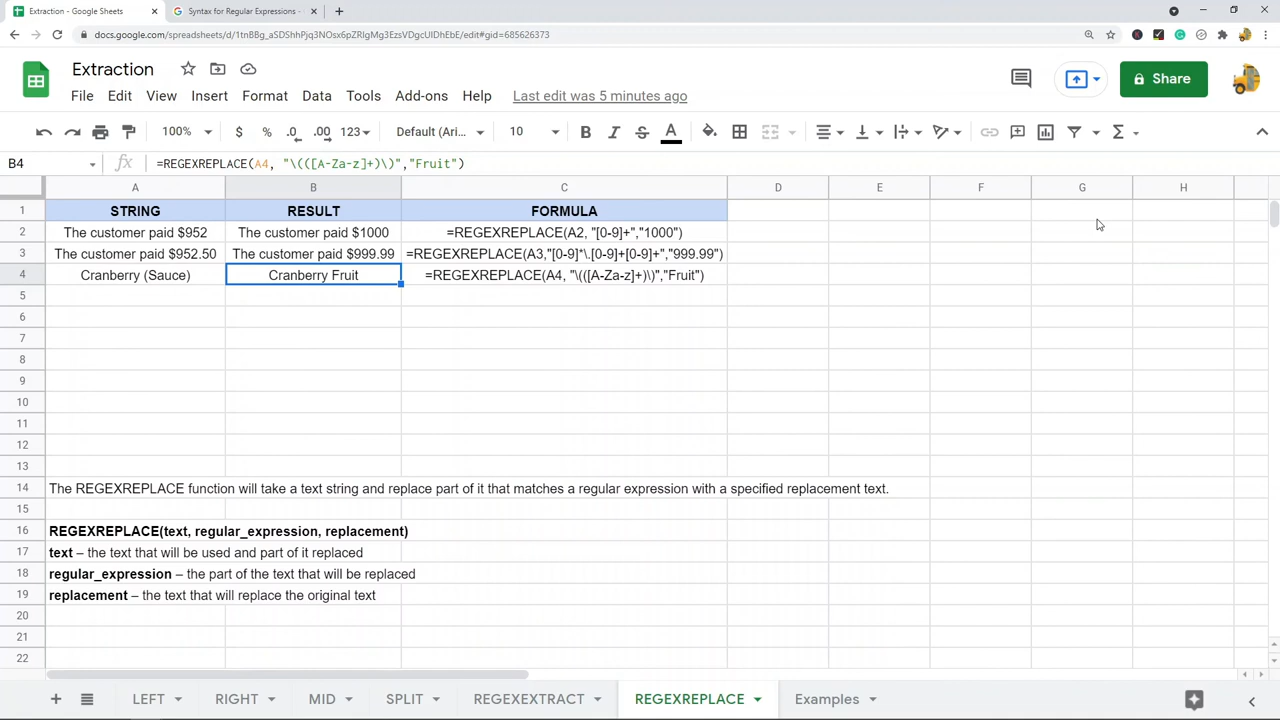 Extraction - Google Sheets
Syntax for Regular Expressions -
docs.google.com/spreadsheets/d/1tnBBg_aSDShhPjq3NOsx6pZRIgMg3EzsVDgcUIDhEbE/edit#gid=685626373
Extraction
Share
File Edit View Insert Format Data Tools Add-ons Help Last edit was 5 minutes ago
100% $ % .0 .00 123 Default (Ari... 10 B I S A Σ
B4 fx =REGEXREPLACE(A4, "\(([A-Za-z]+)\)","Fruit")
A B C D E F G H
1 STRING RESULT FORMULA
2 The customer paid $952 The customer paid $1000 =REGEXREPLACE(A2, "[0-9]+","1000")
3 The customer paid $952.50 The customer paid $999.99 =REGEXREPLACE(A3,"[0-9]*\.[0-9]+[0-9]+","999.99")
4 Cranberry (Sauce) Cranberry Fruit =REGEXREPLACE(A4, "\(([A-Za-z]+)\)","Fruit")
5
6
7
8
9
10
11
12
13
14 The REGEXREPLACE function will take a text string and replace part of it that matches a regular expression with a specified replacement text.
15
16 REGEXREPLACE(text, regular_expression, replacement)
17 text – the text that will be used and part of it replaced
18 regular_expression – the part of the text that will be replaced
19 replacement – the text that will replace the original text
20
21
22
LEFT RIGHT MID SPLIT REGEXEXTRACT REGEXREPLACE Examples